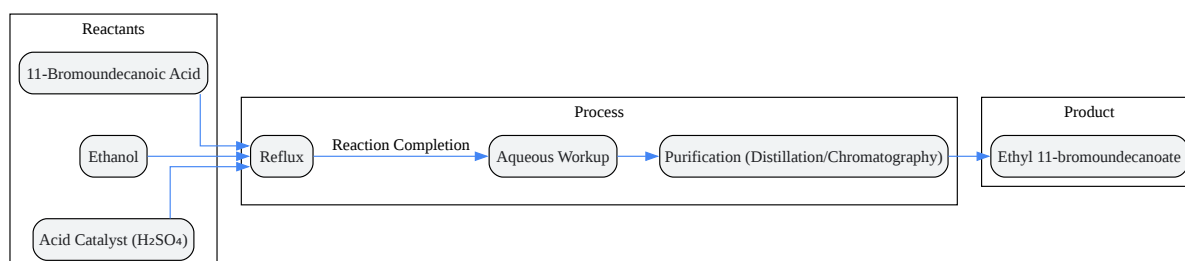 Reactants
11-Bromoundecanoic Acid
Ethanol
Acid Catalyst (H₂SO₄)
Process
Reflux
Reaction Completion
Aqueous Workup
Purification (Distillation/Chromatography)
Product
Ethyl 11-bromoundecanoate